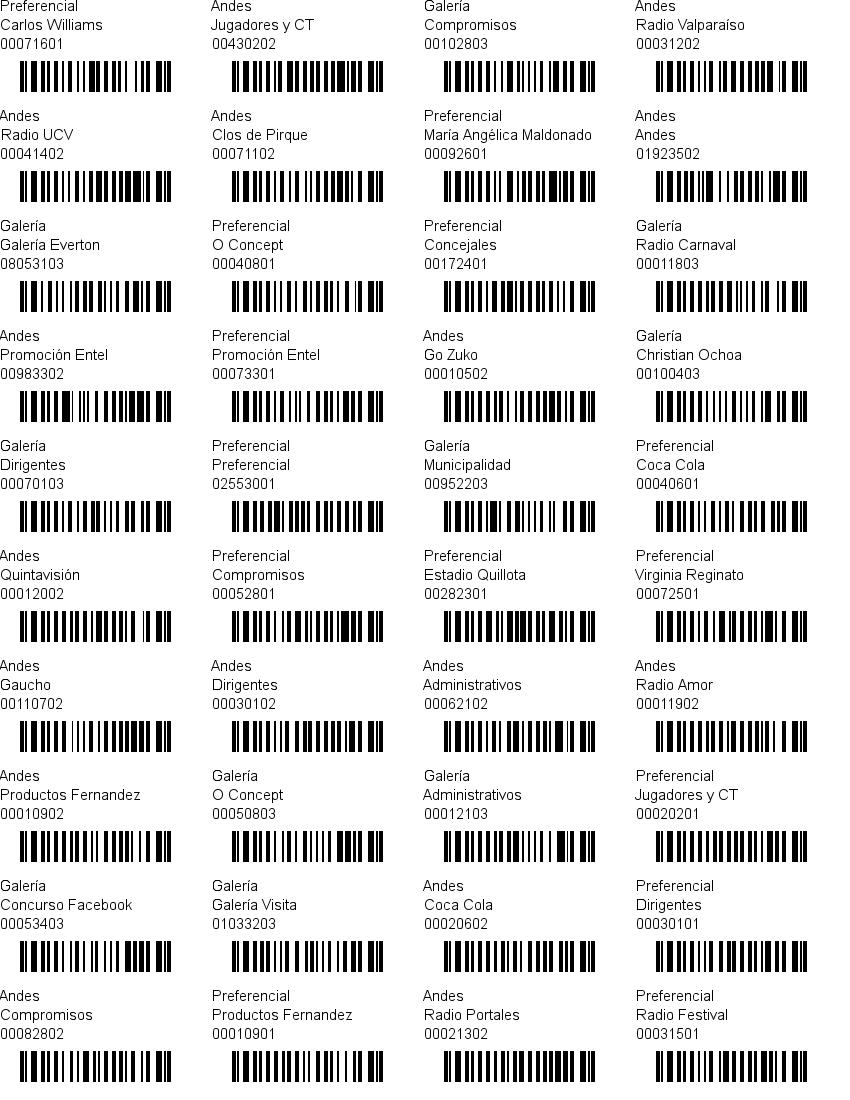 Preferencial
Carlos Williams
00071601
Andes
Jugadores y CT
00430202
Galería
Compromisos
00102803
Andes
Radio Valparaíso
00031202
Andes
Radio UCV
00041402
Andes
Clos de Pirque
00071102
Preferencial
María Angélica Maldonado
00092601
Andes
Andes
01923502
Galería
Galería Everton
08053103
Preferencial
O Concept
00040801
Preferencial
Concejales
00172401
Galería
Radio Carnaval
00011803
Andes
Promoción Entel
00983302
Preferencial
Promoción Entel
00073301
Andes
Go Zuko
00010502
Galería
Christian Ochoa
00100403
Galería
Dirigentes
00070103
Preferencial
Preferencial
02553001
Galería
Municipalidad
00952203
Preferencial
Coca Cola
00040601
Andes
Quintavisión
00012002
Preferencial
Compromisos
00052801
Preferencial
Estadio Quillota
00282301
Preferencial
Virginia Reginato
00072501
Andes
Gaucho
00110702
Andes
Dirigentes
00030102
Andes
Administrativos
00062102
Andes
Radio Amor
00011902
Andes
Productos Fernandez
00010902
Galería
O Concept
00050803
Galería
Administrativos
00012103
Preferencial
Jugadores y CT
00020201
Galería
Concurso Facebook
00053403
Galería
Galería Visita
01033203
Andes
Coca Cola
00020602
Preferencial
Dirigentes
00030101
Andes
Compromisos
00082802
Preferencial
Productos Fernandez
00010901
Andes
Radio Portales
00021302
Preferencial
Radio Festival
00031501